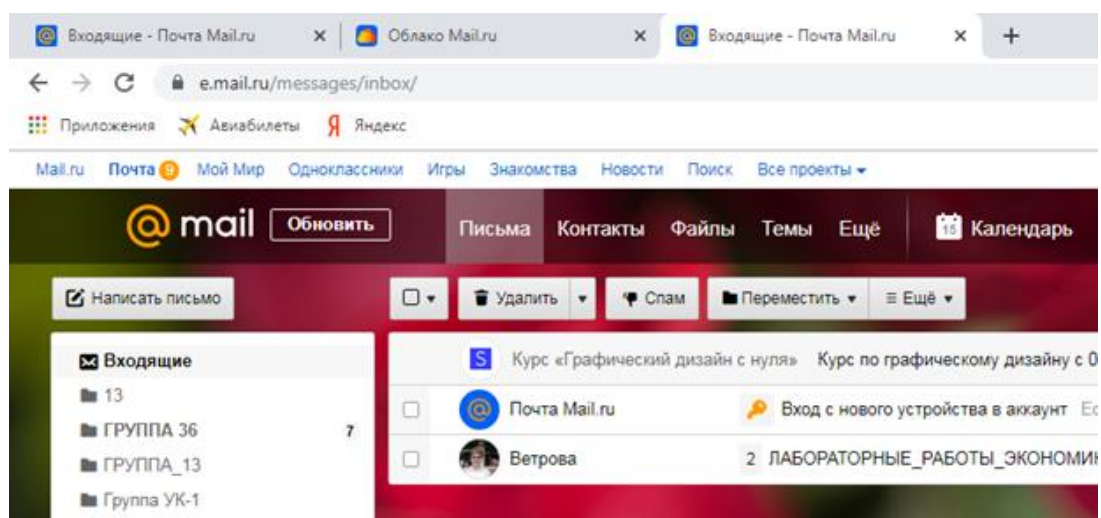 Входящие - Почта Mail.ru Облако Mail.ru Входящие - Почта Mail.ru
e.mail.ru/messages/inbox/
Приложения Авиабилеты Яндекс
Mail.ru Почта 9 Мой Мир Одноклассники Игры Знакомства Новости Поиск Все проекты
@mail Обновить Письма Контакты Файлы Темы Ещё 15 Календарь
Написать письмо Удалить Спам Переместить Ещё
Входящие S Курс «Графический дизайн с нуля» Курс по графическому дизайну с 0
13 Почта Mail.ru Вход с нового устройства в аккаунт
ГРУППА 36 7
ГРУППА_13 Ветрова 2 ЛАБОРАТОРНЫЕ_РАБОТЫ_ЭКОНОМИ
Группа УК-1